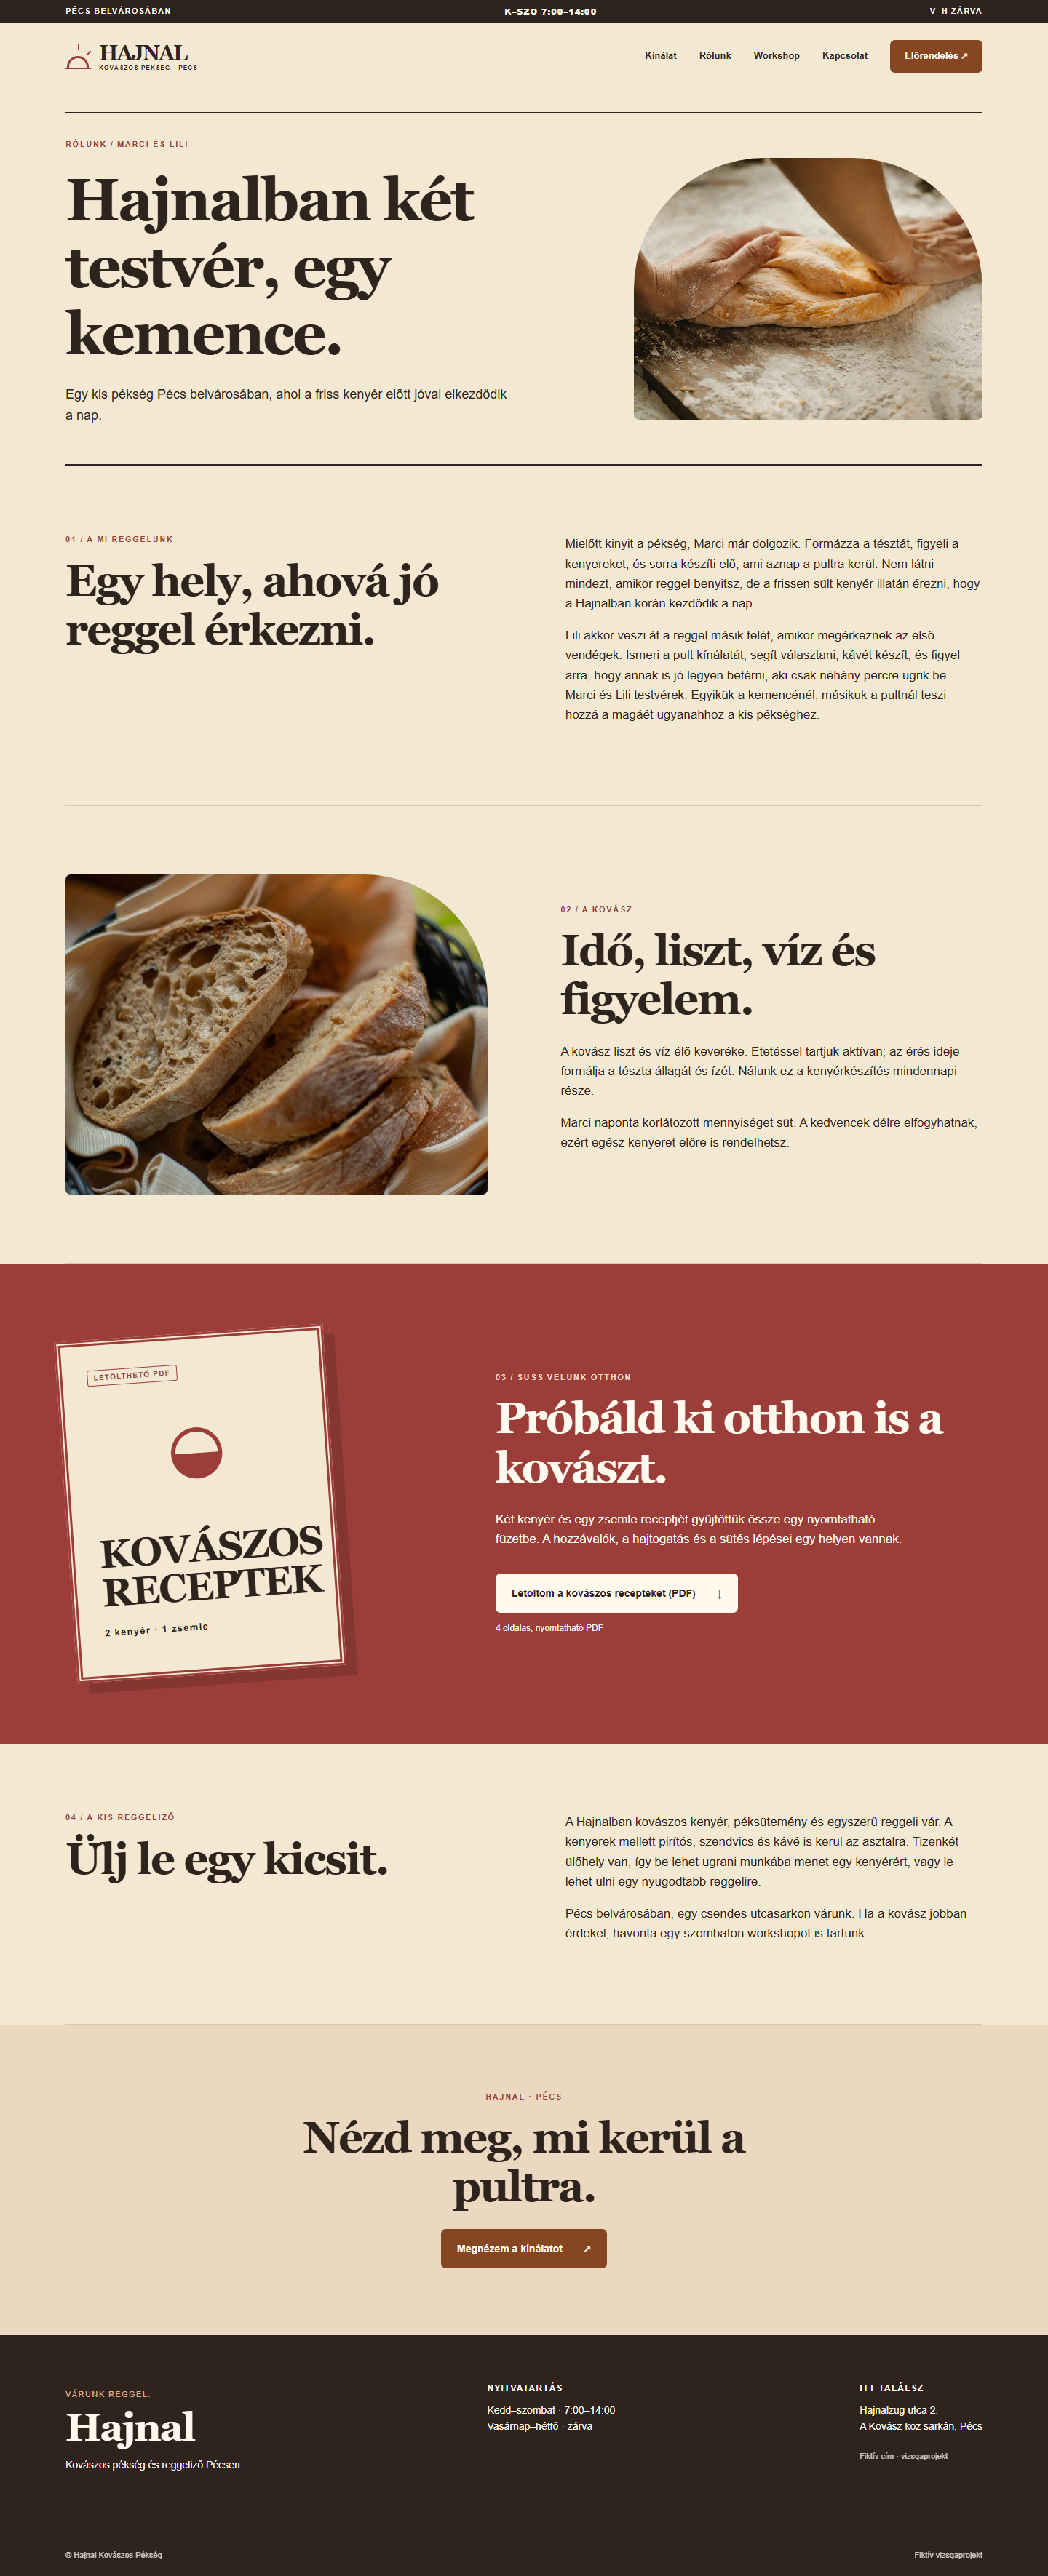 PÉCS BELVÁROSÁBAN
K–SZO 7:00–14:00
V–H ZÁRVA
HAJNAL
KOVÁSZOS PÉKSÉG · PÉCS
Kínálat
Rólunk
Workshop
Kapcsolat
Előrendelés ↗
RÓLUNK / MARCI ÉS LILI
Hajnalban két
testvér, egy
kemence.
Egy kis pékség Pécs belvárosában, ahol a friss kenyér előtt jóval elkezdődik
a nap.
01 / A MI REGGELÜNK
Egy hely, ahová jó
reggel érkezni.
Mielőtt kinyit a pékség, Marci már dolgozik. Formázza a tésztát, figyeli a
kenyereket, és sorra készíti elő, ami aznap a pultra kerül. Nem látni
mindezt, amikor reggel benyitsz, de a frissen sült kenyér illatán érezni, hogy
a Hajnalban korán kezdődik a nap.
Lili akkor veszi át a reggel másik felét, amikor megérkeznek az első
vendégek. Ismeri a pult kínálatát, segít választani, kávét készít, és figyel
arra, hogy annak is jó legyen betérni, aki csak néhány percre ugrik be.
Marci és Lili testvérek. Egyikük a kemencénél, másikuk a pultnál teszi
hozzá a magáét ugyanahhoz a kis pékséghez.
02 / A KOVÁSZ
Idő, liszt, víz és
figyelem.
A kovász liszt és víz élő keveréke. Etetéssel tartjuk aktívan; az érés ideje
formálja a tészta állagát és ízét. Nálunk ez a kenyérkészítés mindennapi
része.
Marci naponta korlátozott mennyiséget süt. A kedvencek délre elfogyhatnak,
ezért egész kenyeret előre is rendelhetsz.
LETÖLTHETŐ PDF
KOVÁSZOS
RECEPTEK
2 kenyér · 1 zsemle
03 / SÜSS VELÜNK OTTHON
Próbáld ki otthon is a
kovászt.
Két kenyér és egy zsemle receptjét gyűjtöttük össze egy nyomtatható
füzetbe. A hozzávalók, a hajtogatás és a sütés lépései egy helyen vannak.
Letöltöm a kovászos recepteket (PDF) ↓
4 oldalas, nyomtatható PDF
04 / A KIS REGGELIZŐ
Ülj le egy kicsit.
A Hajnalban kovászos kenyér, péksütemény és egyszerű reggeli vár. A
kenyerek mellett pirítós, szendvics és kávé is kerül az asztalra. Tizenkét
ülőhely van, így be lehet ugrani munkába menet egy kenyérért, vagy le
lehet ülni egy nyugodtabb reggelire.
Pécs belvárosában, egy csendes utcasarkon várunk. Ha a kovász jobban
érdekel, havonta egy szombaton workshopot is tartunk.
HAJNAL · PÉCS
Nézd meg, mi kerül a
pultra.
Megnézem a kínálatot ↗
VÁRUNK REGGEL.
Hajnal
Kovászos pékség és reggeliző Pécsen.
NYITVATARTÁS
Kedd–szombat · 7:00–14:00
Vasárnap–hétfő · zárva
ITT TALÁLSZ
Hajnalzug utca 2.
A Kovász köz sarkán, Pécs
Fiktív cím · vizsgaprojekt
© Hajnal Kovászos Pékség
Fiktív vizsgaprojekt